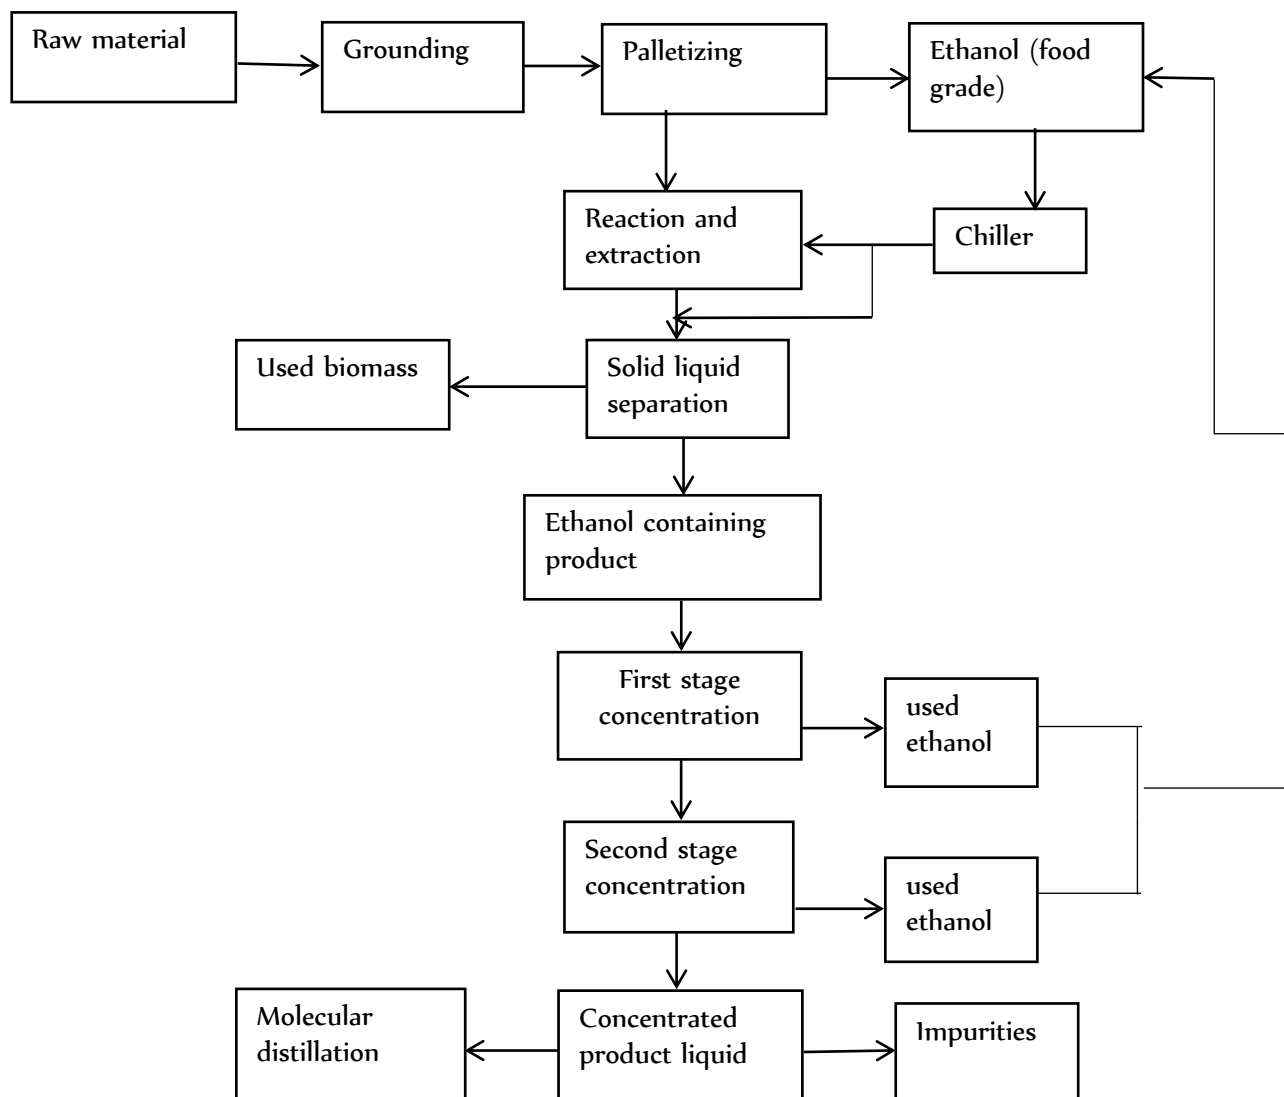 Raw material
Grounding
Palletizing
Ethanol (food
grade)
Reaction and
extraction
Chiller
Used biomass
Solid liquid
separation
Ethanol containing
product
First stage
concentration
used
ethanol
Second stage
concentration
used
ethanol
Molecular
distillation
Concentrated
product liquid
Impurities